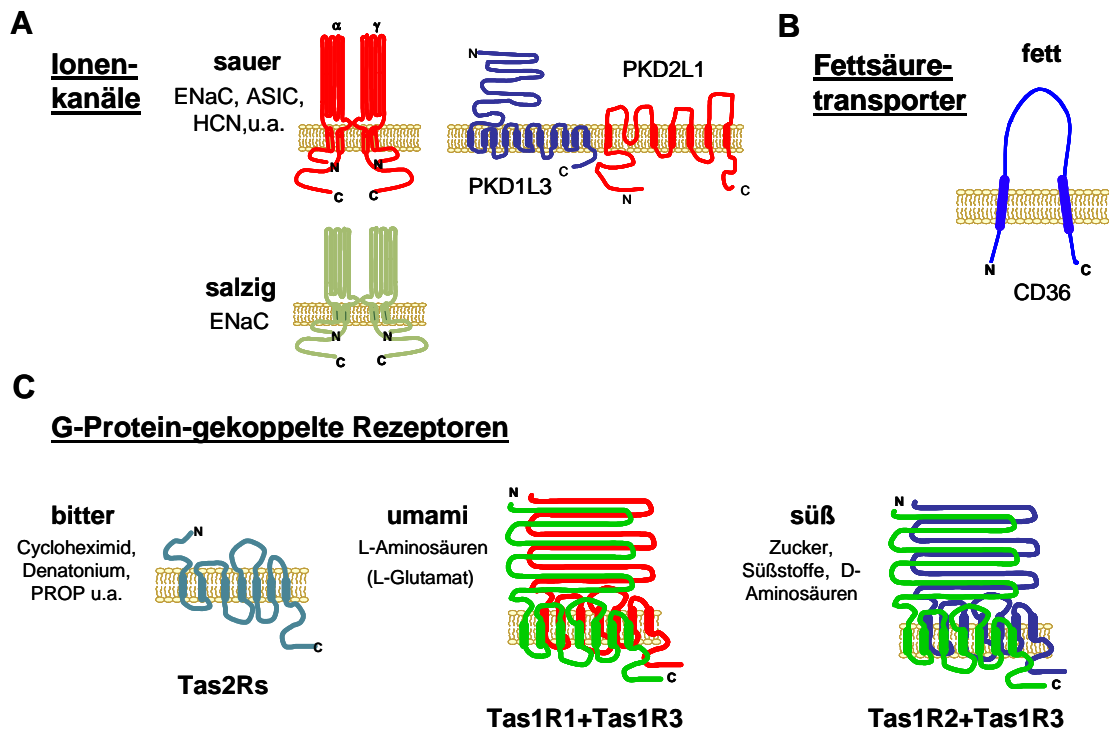 A
Ionen-
kanäle
sauer
ENaC, ASIC,
HCN,u.a.
α γ
N N
C C
N
PKD1L3
C
PKD2L1
N
C
salzig
ENaC
N N
C C
B
Fettsäure-
transporter
fett
N C
CD36
C
G-Protein-gekoppelte Rezeptoren
bitter
Cycloheximid,
Denatonium,
PROP u.a.
N
C
Tas2Rs
umami
L-Aminosäuren
(L-Glutamat)
N
C
Tas1R1+Tas1R3
süß
Zucker,
Süßstoffe, D-
Aminosäuren
N
C
Tas1R2+Tas1R3